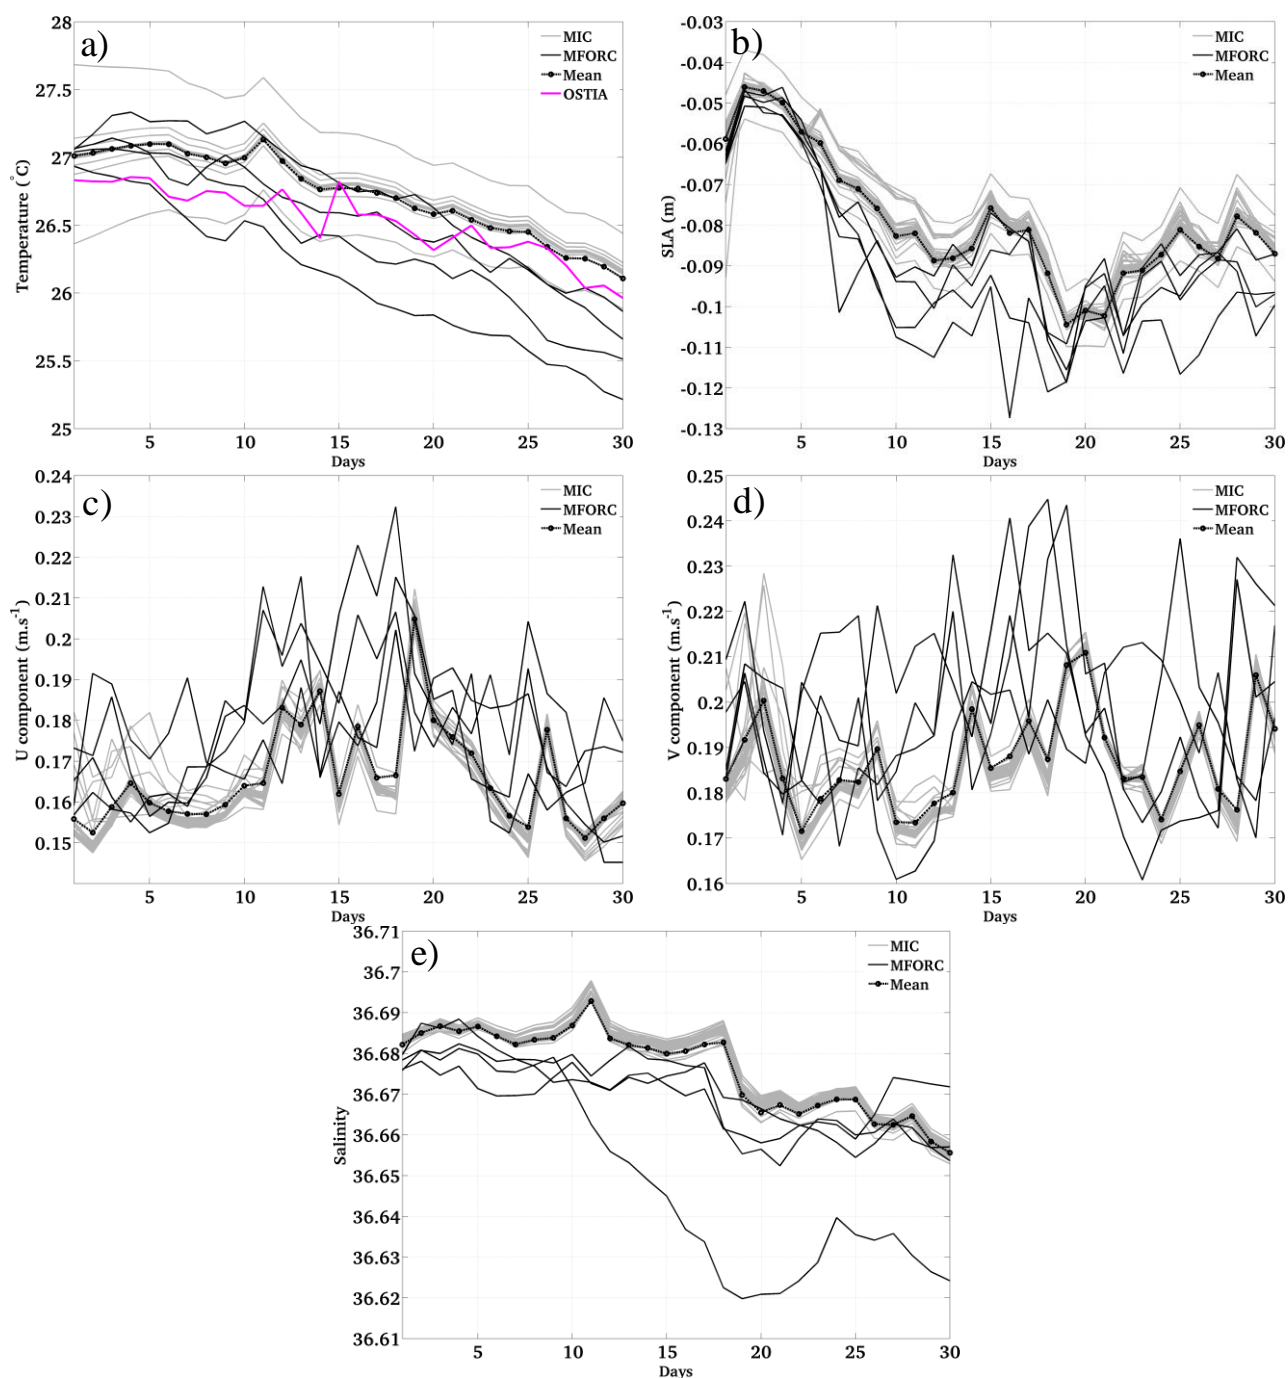 a)
28
27.5
27
26.5
26
25.5
25
Temperature (°C)
MIC
MFORC
Mean
OSTIA
5 10 15 20 25 30
Days
b)
-0.03
-0.04
-0.05
-0.06
-0.07
-0.08
-0.09
-0.1
-0.11
-0.12
-0.13
SLA (m)
MIC
MFORC
Mean
5 10 15 20 25 30
Days
c)
0.24
0.23
0.22
0.21
0.2
0.19
0.18
0.17
0.16
0.15
U component (m.s⁻¹)
MIC
MFORC
Mean
5 10 15 20 25 30
Days
d)
0.25
0.24
0.23
0.22
0.21
0.2
0.19
0.18
0.17
0.16
V component (m.s⁻¹)
MIC
MFORC
Mean
5 10 15 20 25 30
Days
e)
36.71
36.7
36.69
36.68
36.67
36.66
36.65
36.64
36.63
36.62
36.61
Salinity
MIC
MFORC
Mean
5 10 15 20 25 30
Days